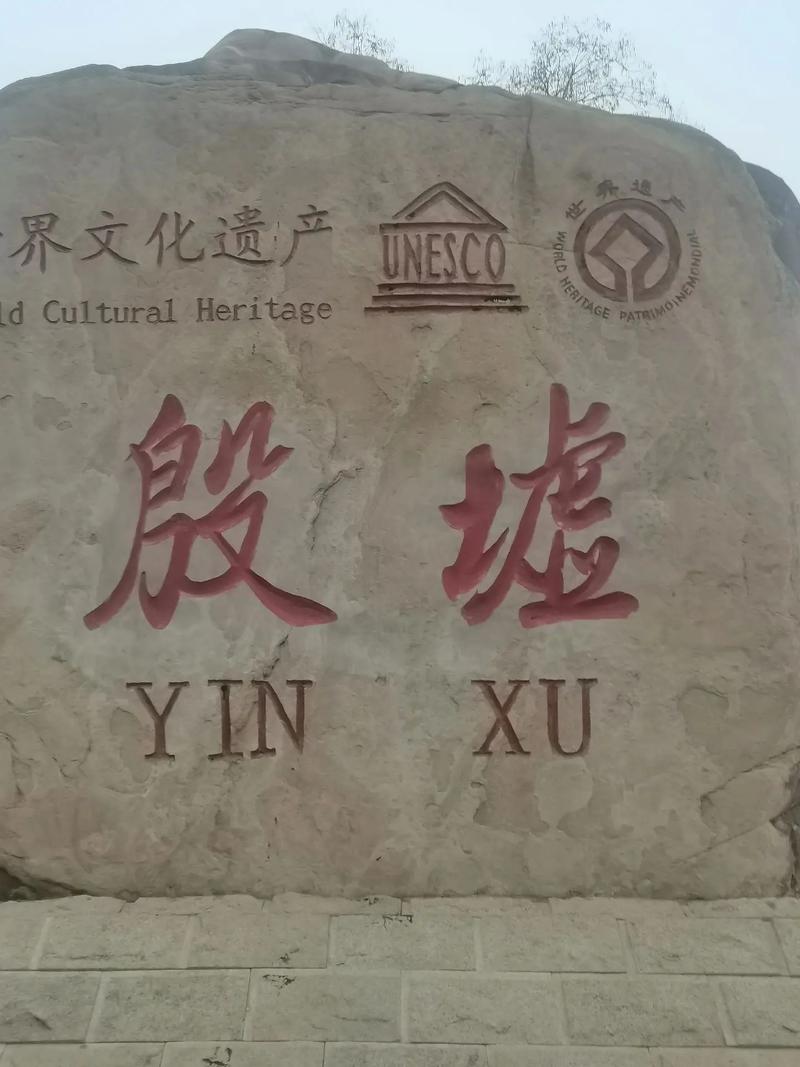 界文化遗产
ld Cultural Heritage
UNESCO
世界遗产
WORLD HERITAGE PATRIMOINE MONDIAL
殷墟
YIN XU